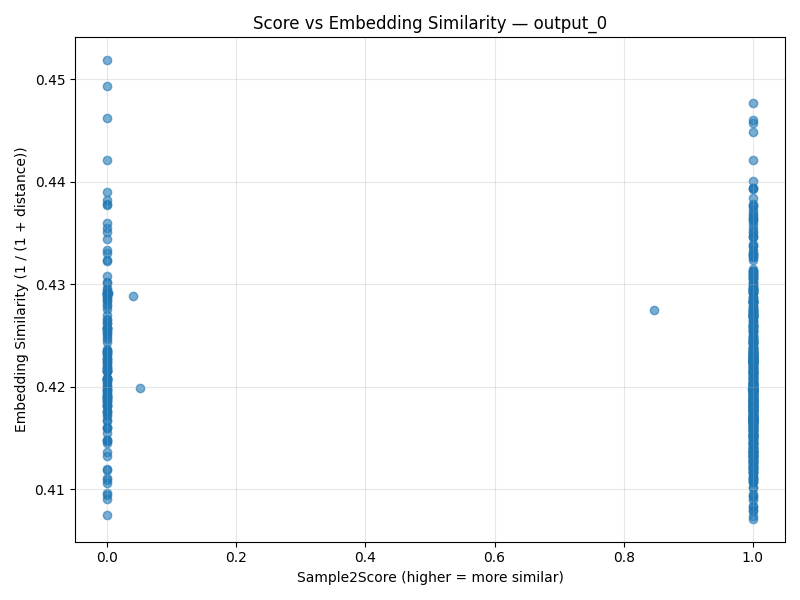 Score vs Embedding Similarity — output_0
Embedding Similarity (1 / (1 + distance))
0.45
0.44
0.43
0.42
0.41
0.0 0.2 0.4 0.6 0.8 1.0
Sample2Score (higher = more similar)